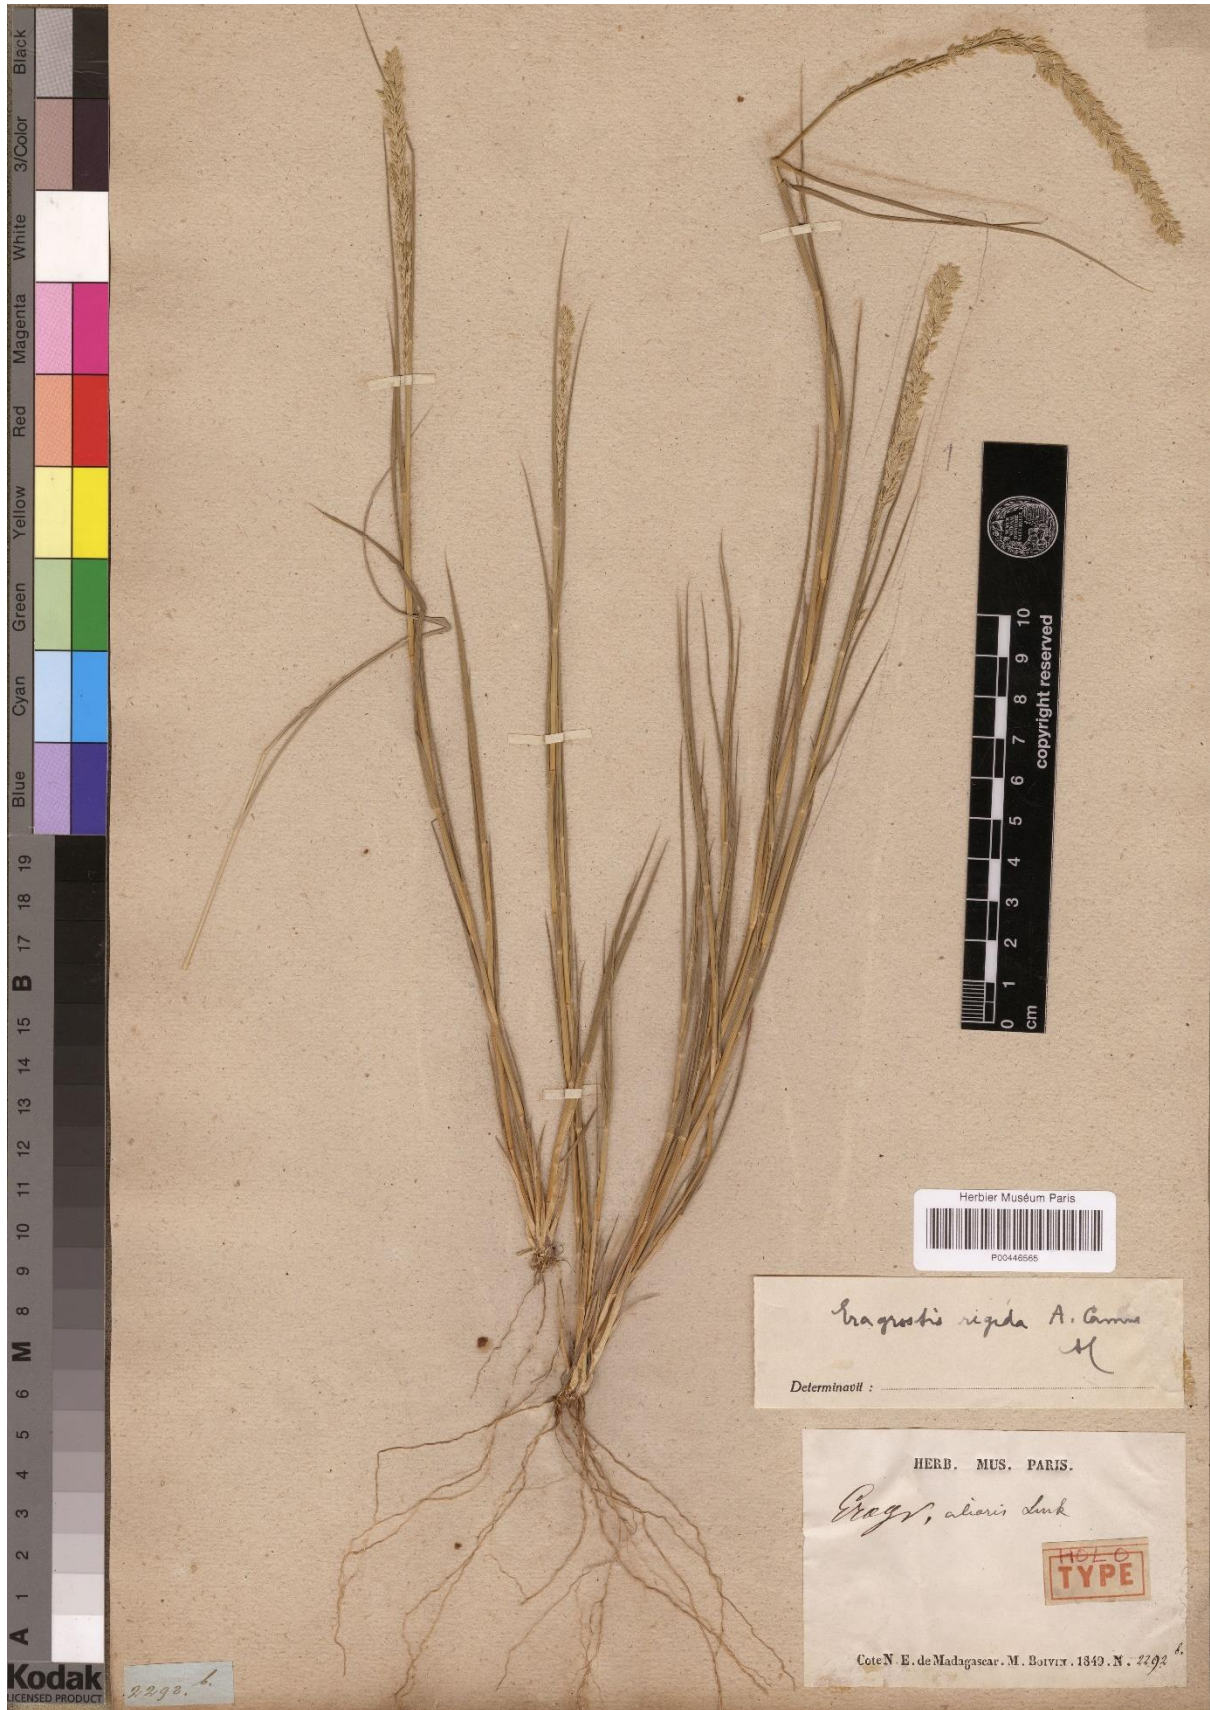 Black
3/Color
White
Magenta
Red
Yellow
Green
Cyan
Blue
19
18
17
B
15
14
13
12
11
10
9
8
M
6
5
4
3
2
1
A
Kodak
LICENSED PRODUCT
2292. b.
1
10
9
8
7
6
5
4
3
2
1
0
cm
copyright reserved
Herbier Muséum Paris
P00446565
Eragrostis rigida A. Camus
Determinavit :
HERB. MUS. PARIS.
Eragr. ciliaris Link
HOLO
TYPE
Cote N. E. de Madagascar. M. Boivin. 1849. N. 2292 b.